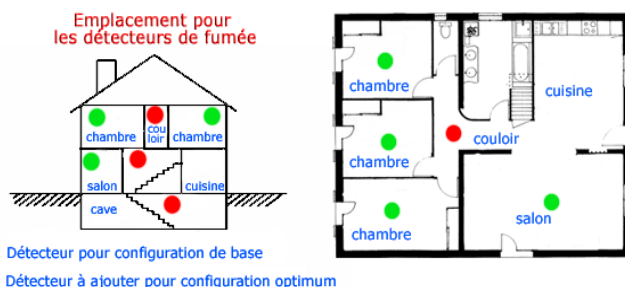 Emplacement pour
les détecteurs de fumée
chambre
cou
loir
chambre
salon
cuisine
cave
Détecteur pour configuration de base
Détecteur à ajouter pour configuration optimum
chambre
cuisine
couloir
chambre
salon
chambre